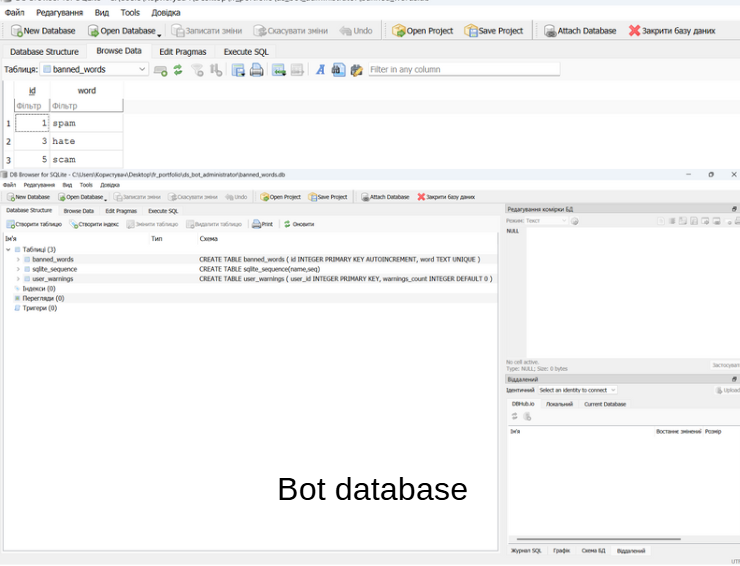 Файл Редагування Вид Tools Довідка
New Database Open Database Записати зміни Скасувати зміни Undo Open Project Save Project Attach Database Закрити базу даних
Database Structure Browse Data Edit Pragmas Execute SQL
Таблиця: banned_words Filter in any column
id word
Фільтр Фільтр
1 1 spam
2 3 hate
3 5 scam
DB Browser for SQLite - C:\Users\Користувач\Desktop\fr_portfolio\ds_bot_administrator\banned_words.db
Файл Редагування Вид Tools Довідка
New Database Open Database Записати зміни Скасувати зміни Undo Open Project Save Project Attach Database Закрити базу даних
Database Structure Browse Data Edit Pragmas Execute SQL
Створити таблицю Створити індекс Змінити таблицю Видалити таблицю Print Оновити
Ім'я Тип Схема
Таблиці (3)
banned_words CREATE TABLE banned_words ( id INTEGER PRIMARY KEY AUTOINCREMENT, word TEXT UNIQUE )
sqlite_sequence CREATE TABLE sqlite_sequence(name,seq)
user_warnings CREATE TABLE user_warnings ( user_id INTEGER PRIMARY KEY, warnings_count INTEGER DEFAULT 0 )
Індекси (0)
Перегляди (0)
Тригери (0)
Редагування комірки БД
Режим: Текст
NULL
No cell active.
Type: NULL; Size: 0 bytes
Застосувати
Віддалений
Ідентичний Select an identity to connect Upload
DBHub.io Локальний Current Database
Ім'я Востаннє змінений Розмір
Bot database
Журнал SQL Графік Схема БД Віддалений